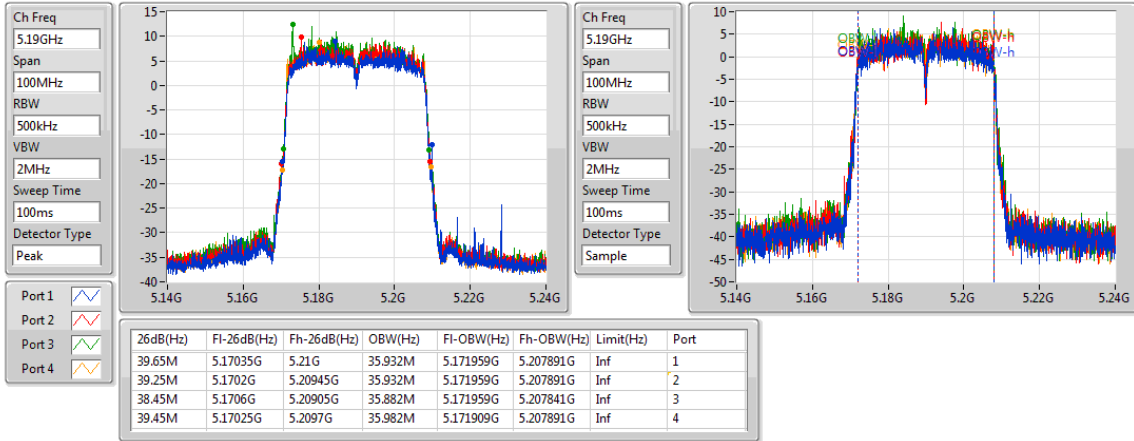 Ch Freq
5.19GHz
Span
100MHz
RBW
500kHz
VBW
2MHz
Sweep Time
100ms
Detector Type
Peak
15
10
5
0
-5
-10
-15
-20
-25
-30
-35
-40
5.14G 5.16G 5.18G 5.2G 5.22G 5.24G
Ch Freq
5.19GHz
Span
100MHz
RBW
500kHz
VBW
2MHz
Sweep Time
100ms
Detector Type
Sample
10
5
0
-5
-10
-15
-20
-25
-30
-35
-40
-45
-50
OBW-h
5.14G 5.16G 5.18G 5.2G 5.22G 5.24G
Port 1
Port 2
Port 3
Port 4
26dB(Hz) Fl-26dB(Hz) Fh-26dB(Hz) OBW(Hz) Fl-OBW(Hz) Fh-OBW(Hz) Limit(Hz) Port
39.65M 5.17035G 5.21G 35.932M 5.171959G 5.207891G Inf 1
39.25M 5.1702G 5.20945G 35.932M 5.171959G 5.207891G Inf 2
38.45M 5.1706G 5.20905G 35.882M 5.171959G 5.207841G Inf 3
39.45M 5.17025G 5.2097G 35.982M 5.171909G 5.207891G Inf 4